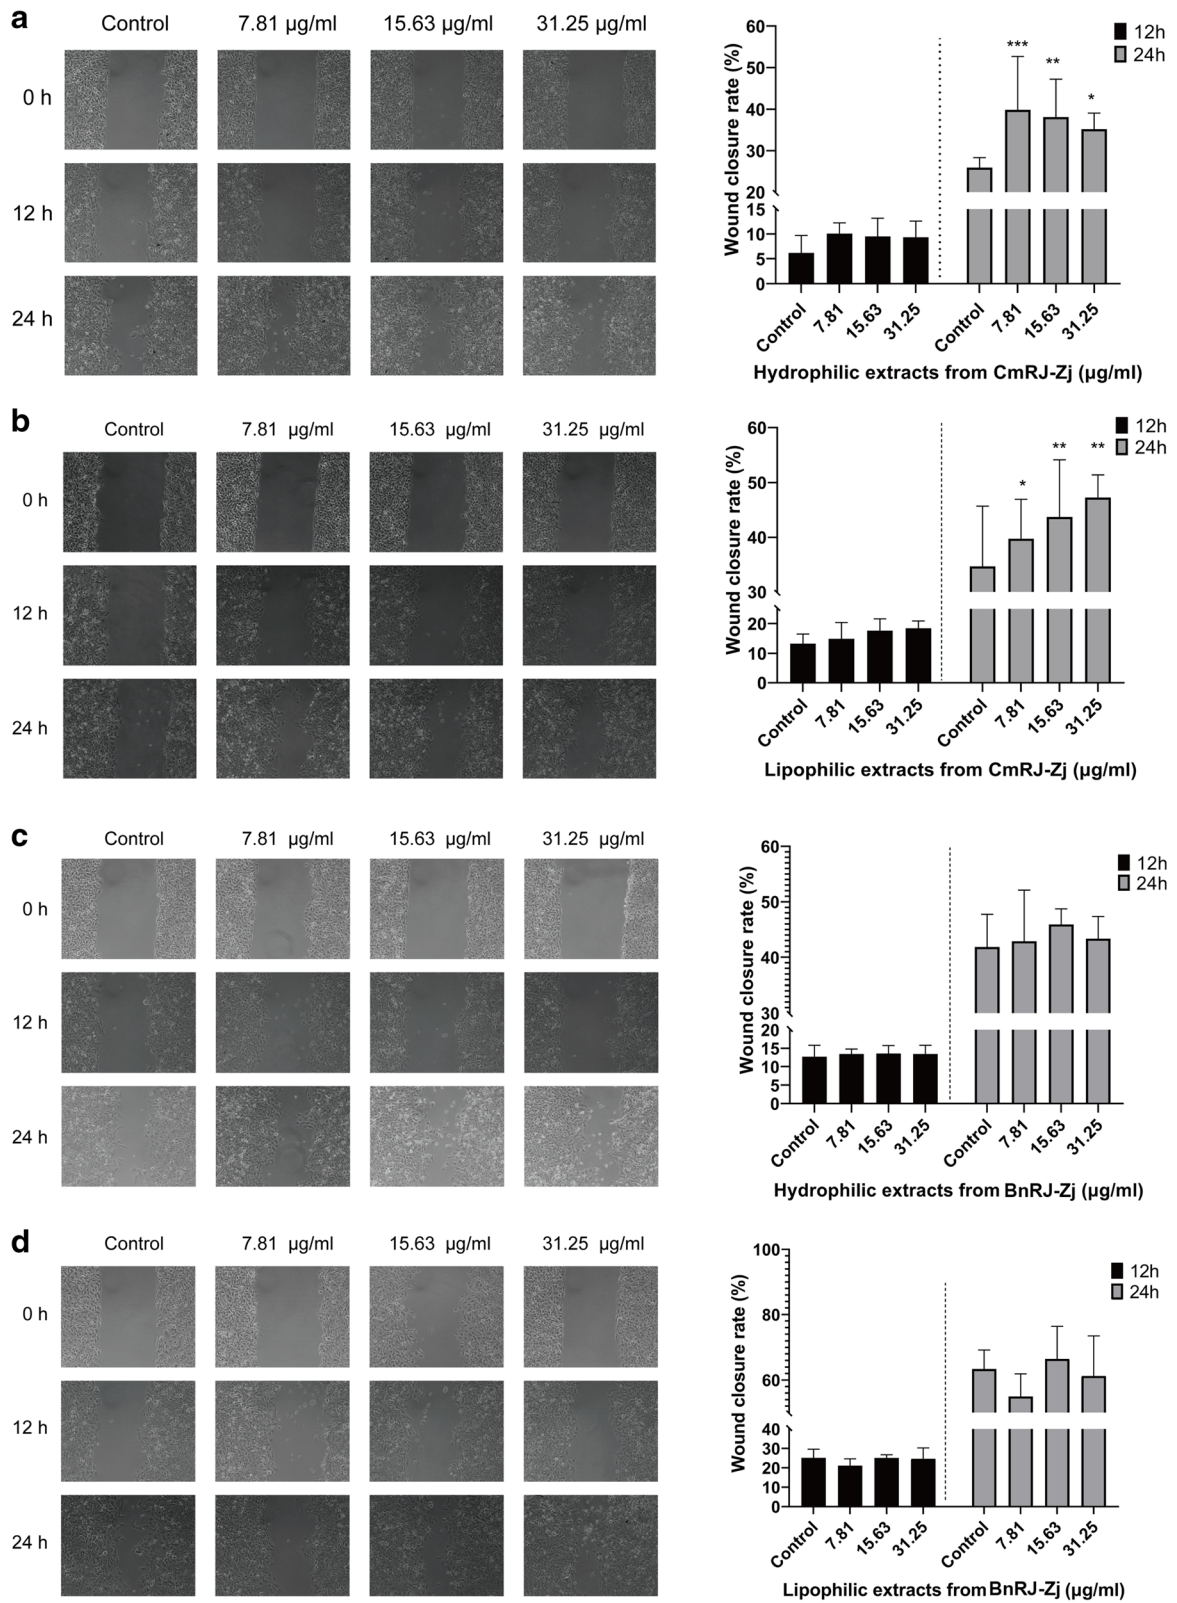 a
Control 7.81 µg/ml 15.63 µg/ml 31.25 µg/ml
0 h
12 h
24 h
Wound closure rate (%)
60
50
40
30
20
15
10
5
0
*** ** *
12h
24h
Control 7.81 15.63 31.25 Control 7.81 15.63 31.25
Hydrophilic extracts from CmRJ-Zj (µg/ml)
b
Control 7.81 µg/ml 15.63 µg/ml 31.25 µg/ml
0 h
12 h
24 h
Wound closure rate (%)
60
50
40
30
20
10
0
* ** **
12h
24h
Control 7.81 15.63 31.25 Control 7.81 15.63 31.25
Lipophilic extracts from CmRJ-Zj (µg/ml)
c
Control 7.81 µg/ml 15.63 µg/ml 31.25 µg/ml
0 h
12 h
24 h
Wound closure rate (%)
60
50
40
30
20
15
10
5
0
12h
24h
Control 7.81 15.63 31.25 Control 7.81 15.63 31.25
Hydrophilic extracts from BnRJ-Zj (µg/ml)
d
Control 7.81 µg/ml 15.63 µg/ml 31.25 µg/ml
0 h
12 h
24 h
Wound closure rate (%)
100
80
60
40
30
20
10
0
12h
24h
Control 7.81 15.63 31.25 Control 7.81 15.63 31.25
Lipophilic extracts from BnRJ-Zj (µg/ml)